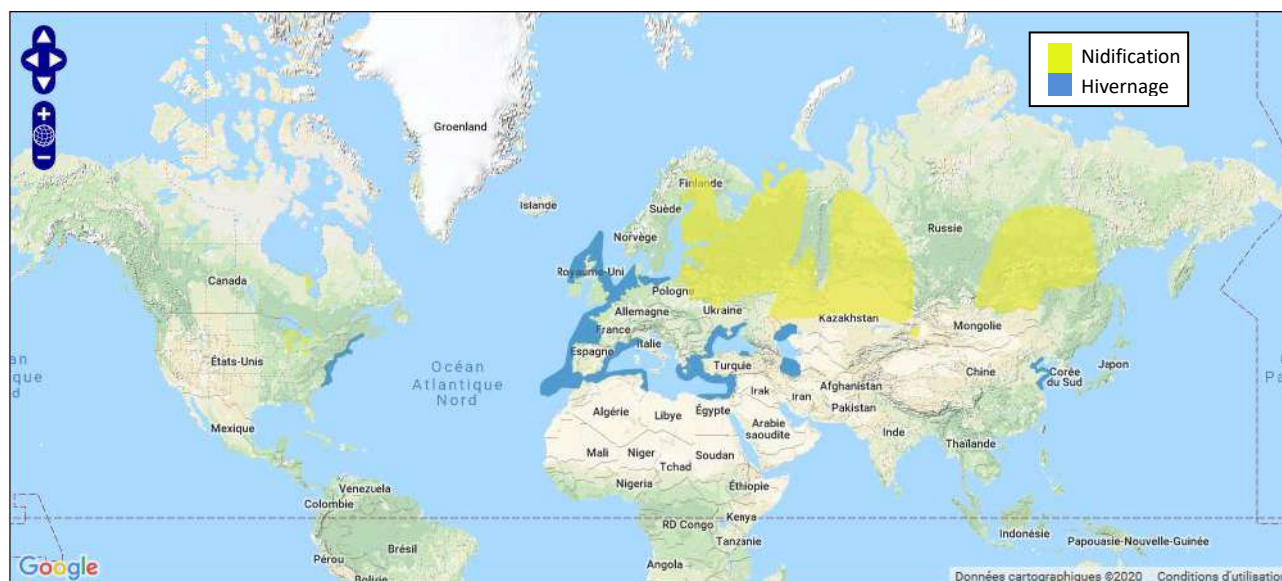 Nidification
Hivernage
Groenland
Islande
Finlande
Suède
Norvège
Russie
Canada
Royaume-Uni
Pologne
Allemagne
Ukraine
Kazakhstan
Mongolie
France
Italie
Espagne
Turquie
États-Unis
Océan
Atlantique
Nord
Chine
Corée
du Sud
Japon
Irak
Iran
Afghanistan
Pakistan
Algérie
Libye
Égypte
Arabie
saoudite
Inde
Mexique
Thaïlande
Mali
Niger
Tchad
Soudan
Nigeria
Éthiopie
Venezuela
Colombie
RD Congo
Kenya
Tanzanie
Indonésie
Papouasie-Nouvelle-Guinée
Pérou
Brésil
Angola
Bolivie
Google
Données cartographiques ©2020
Conditions d'utilisation